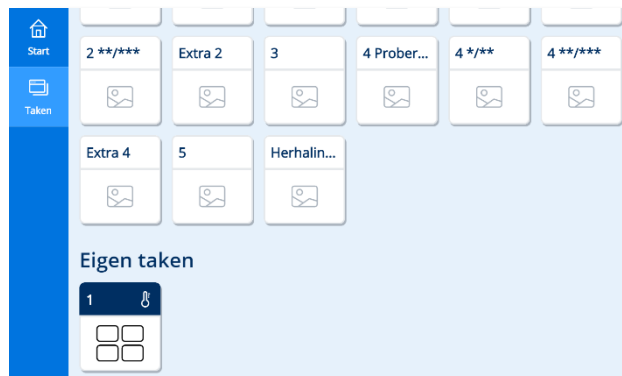 Start
Taken
2 **/***
Extra 2
3
4 Prober...
4 */**
4 **/***
Extra 4
5
Herhalin...
Eigen taken
1